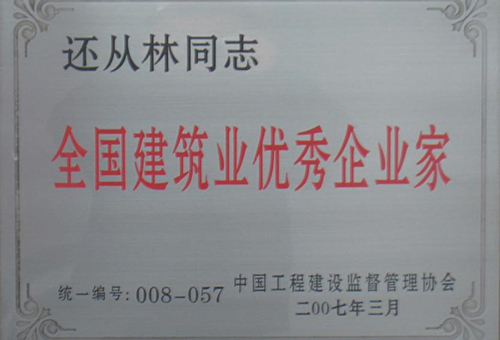 还从林同志
全国建筑业优秀企业家
统一编号:008-057
中国工程建设监督管理协会
二00七年三月